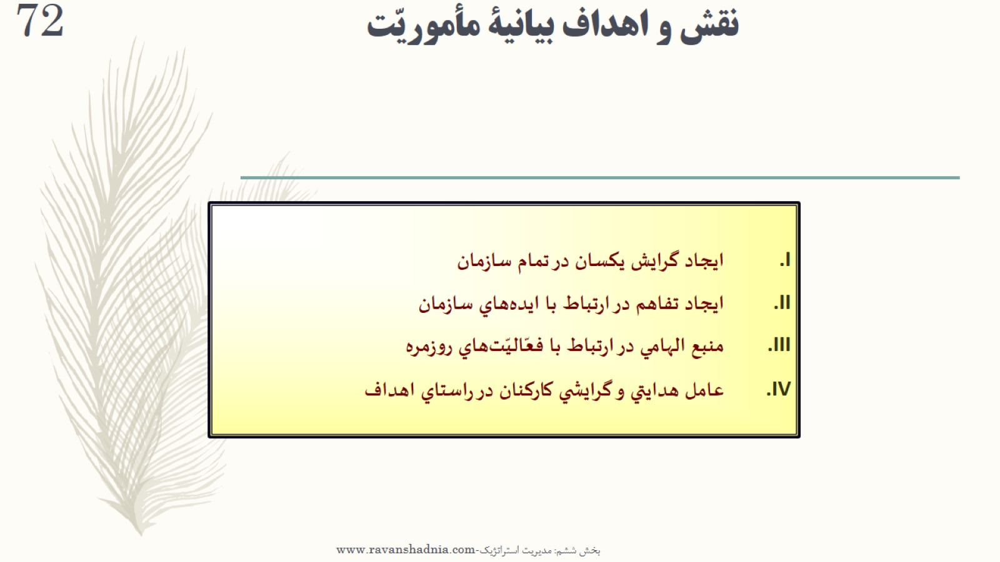 72
نقش و اهداف بیانیۀ مأموریّت
I. ايجاد گرايش يكسان در تمام سازمان
II. ايجاد تفاهم در ارتباط با ايده‌هاي سازمان
III. منبع الهامي در ارتباط با فعّاليّت‌هاي روزمره
IV. عامل هدايتي و گرايشي كاركنان در راستاي اهداف
بخش ششم: مدیریت استراتژیک-www.ravanshadnia.com